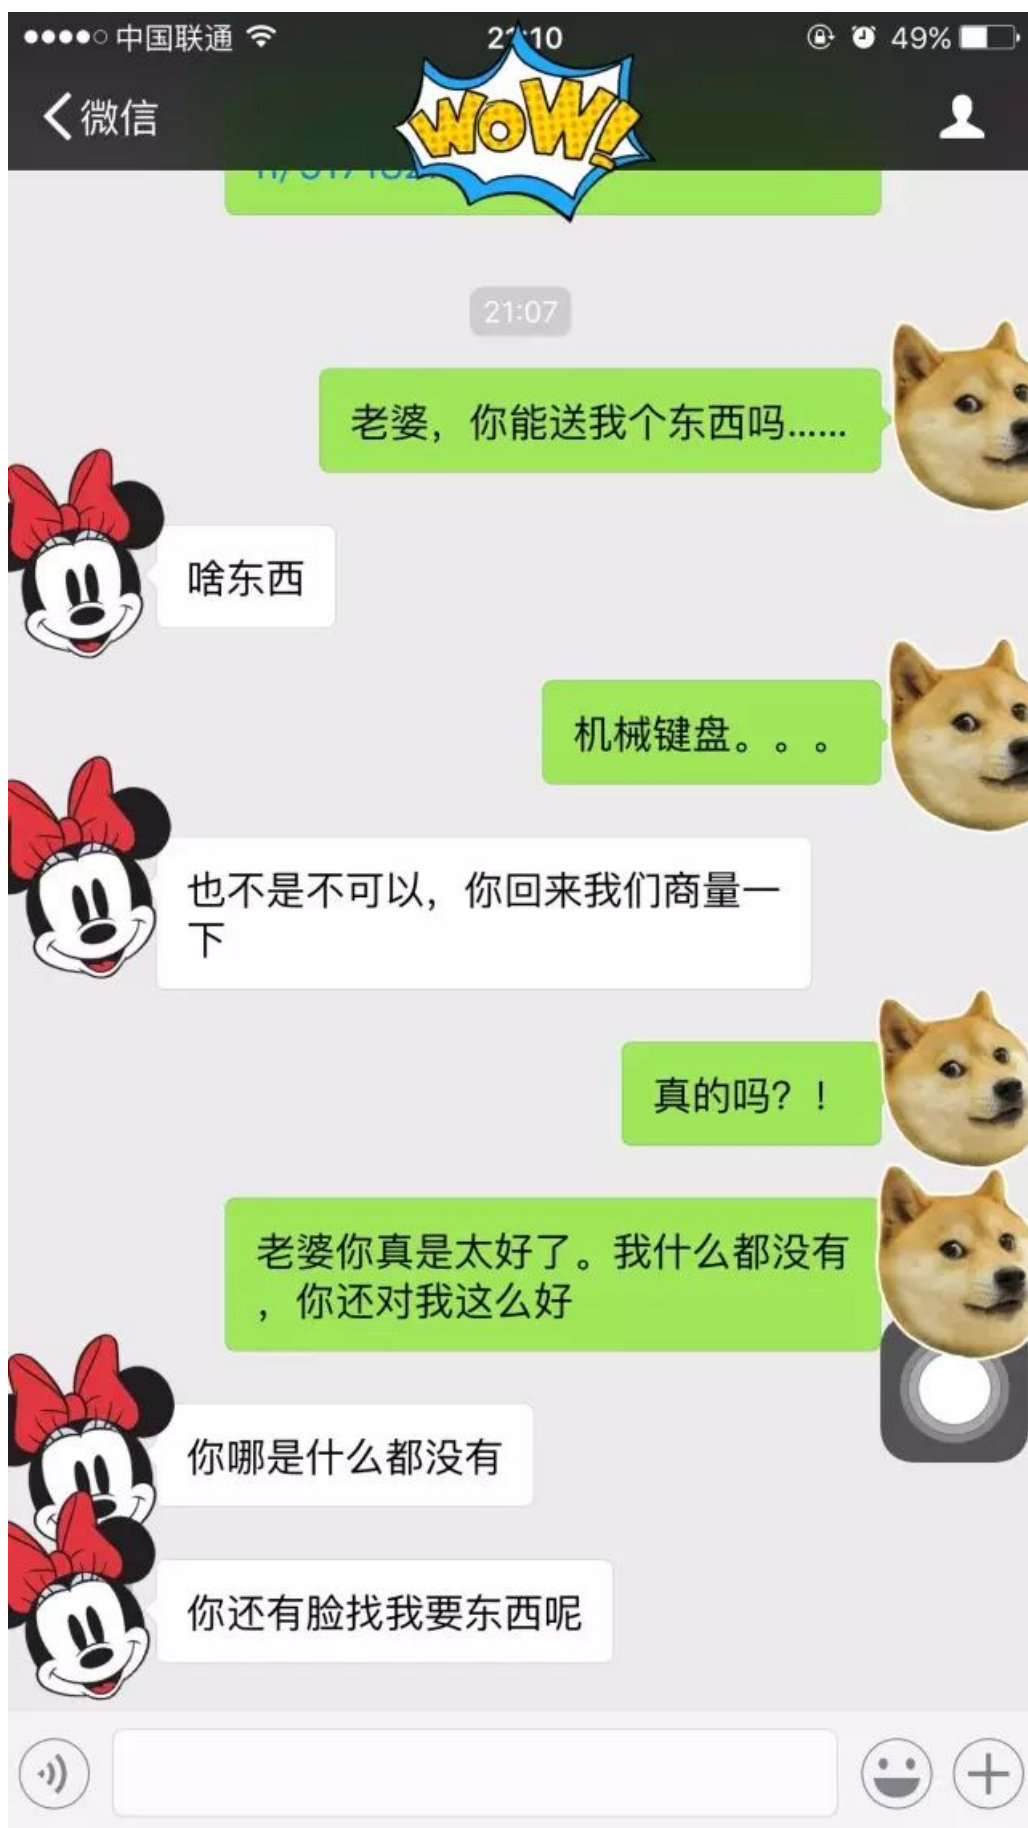 中国联通
49%
微信
WOW!
21:07
老婆，你能送我个东西吗......
啥东西
机械键盘。。。
也不是不可以，你回来我们商量一
下
真的吗？！
老婆你真是太好了。我什么都没有
，你还对我这么好
你哪是什么都没有
你还有脸找我要东西呢